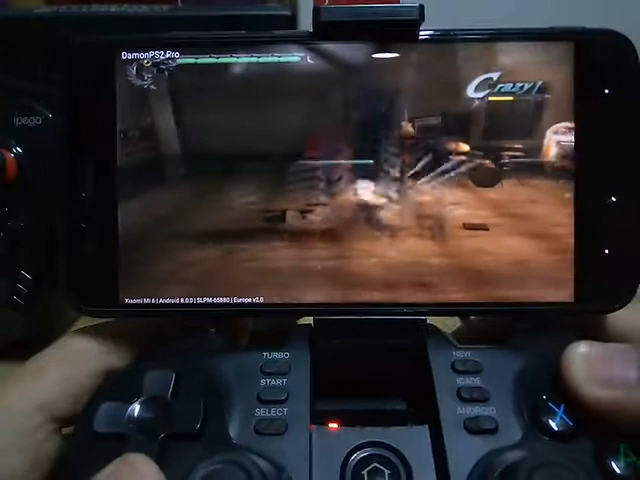 DamonPS2 Pro
Crazy!
ipega
Xiaomi MI 6 | Android 8.0.0 | SLPM-65880 | Europe v2.0
TURBO
NEW
START
ICADE
SELECT
ANDROID
X
A